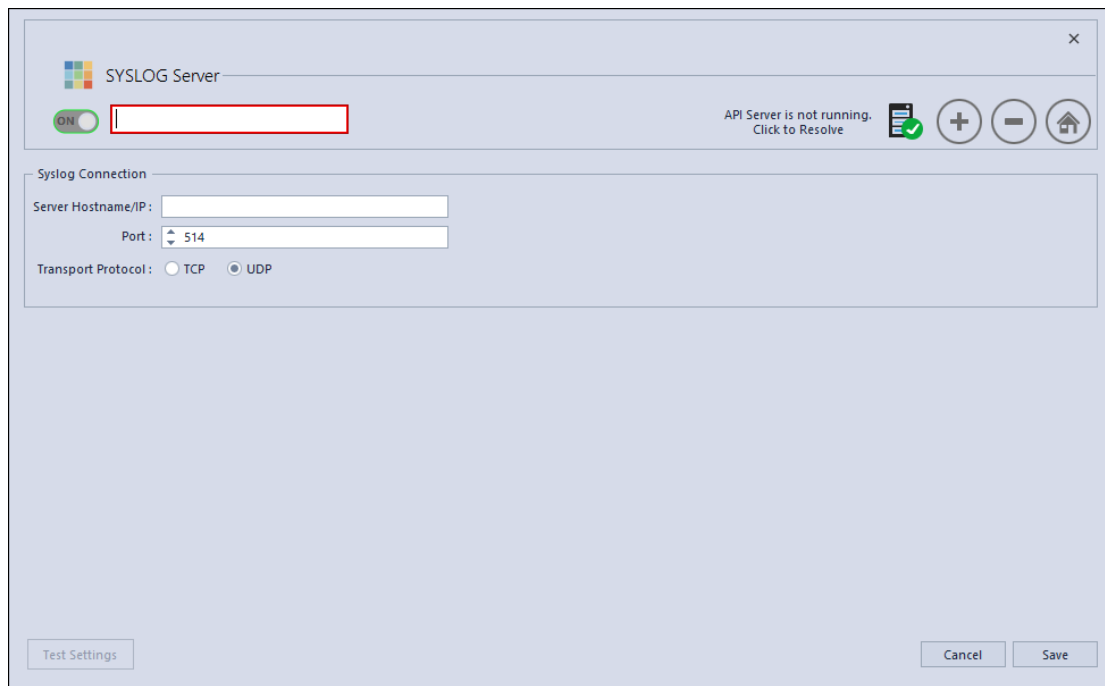 SYSLOG Server
ON
API Server is not running.
Click to Resolve
Syslog Connection
Server Hostname/IP :
Port : 514
Transport Protocol : TCP UDP
Test Settings Cancel Save